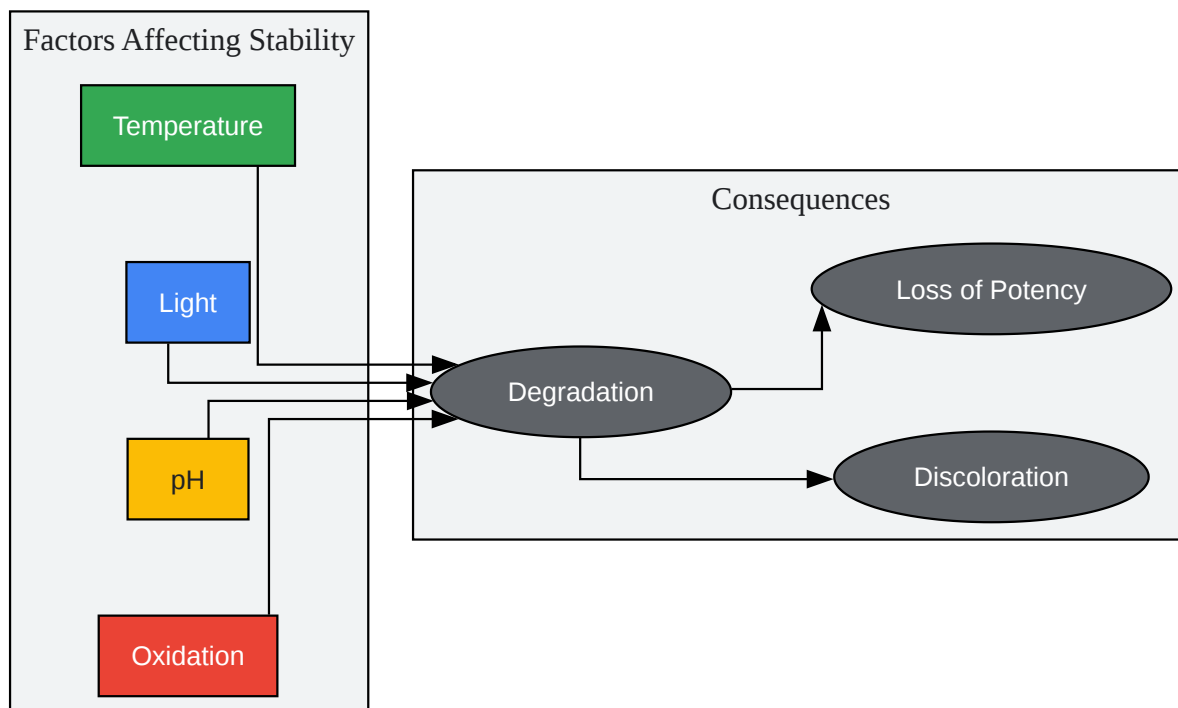 Factors Affecting Stability
Temperature
Light
pH
Oxidation
Consequences
Loss of Potency
Degradation
Discoloration